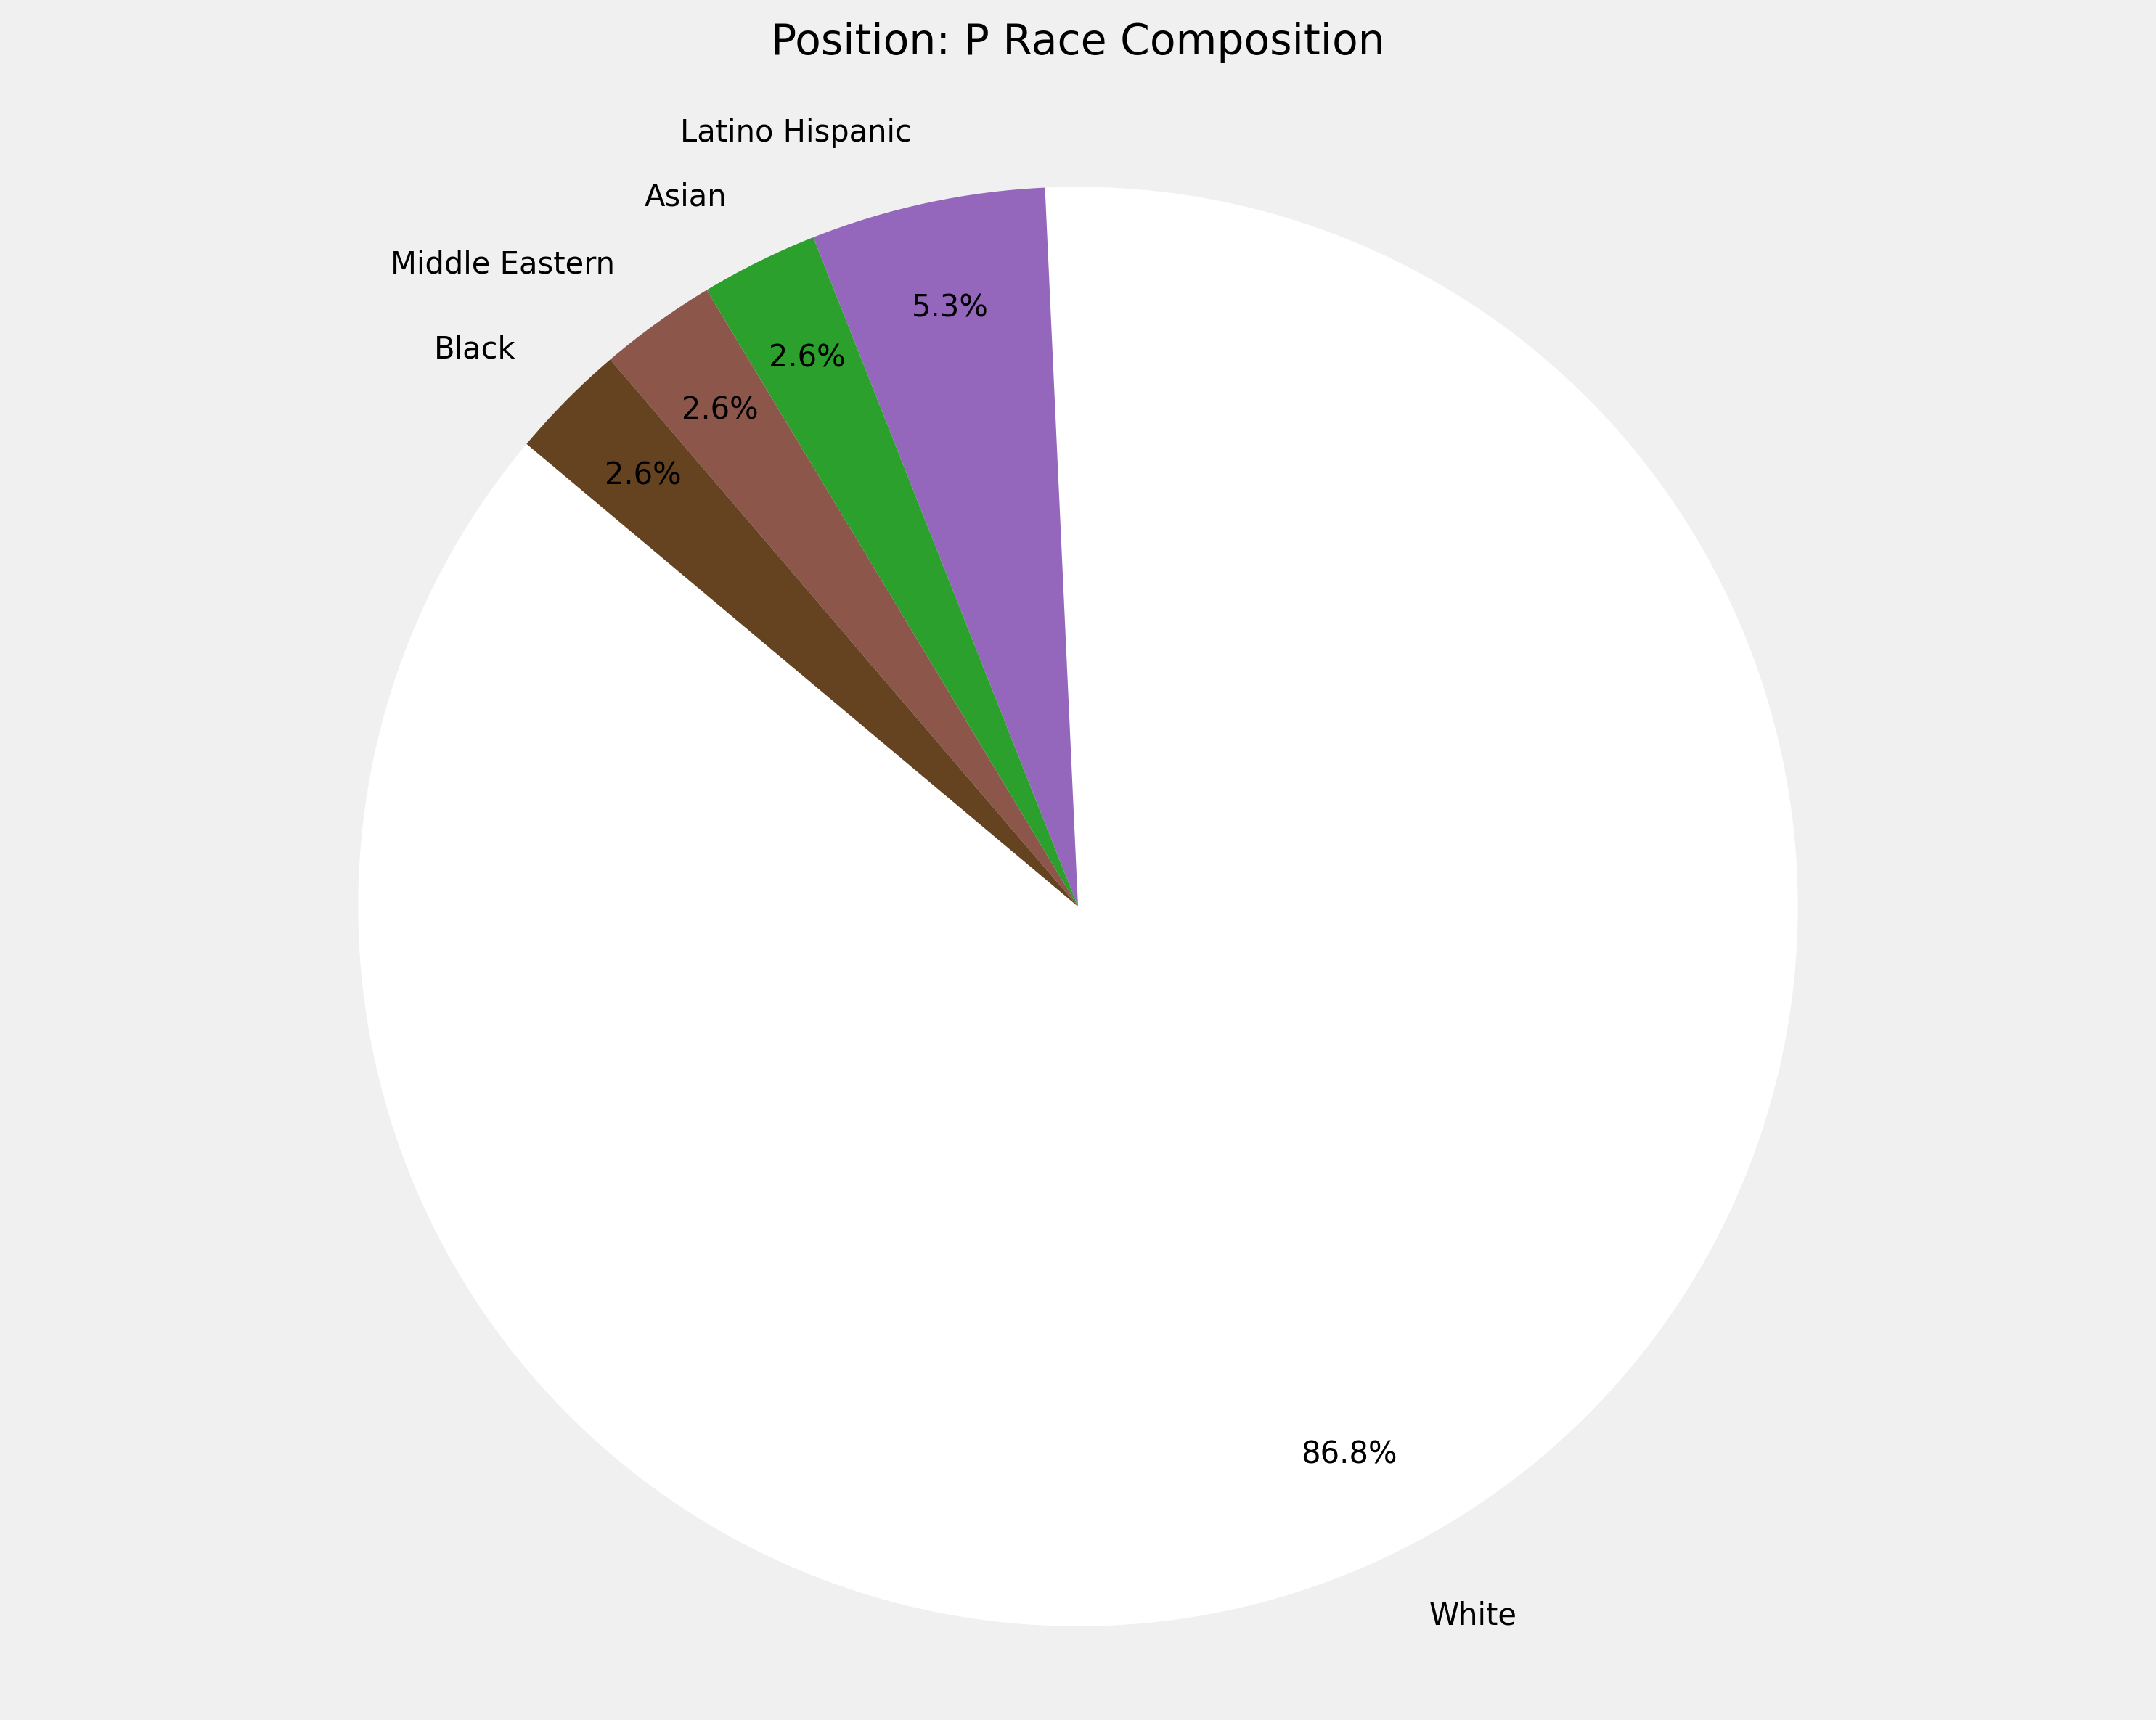 Position: P Race Composition
Latino Hispanic
Asian
Middle Eastern
Black
5.3%
2.6%
2.6%
2.6%
86.8%
White